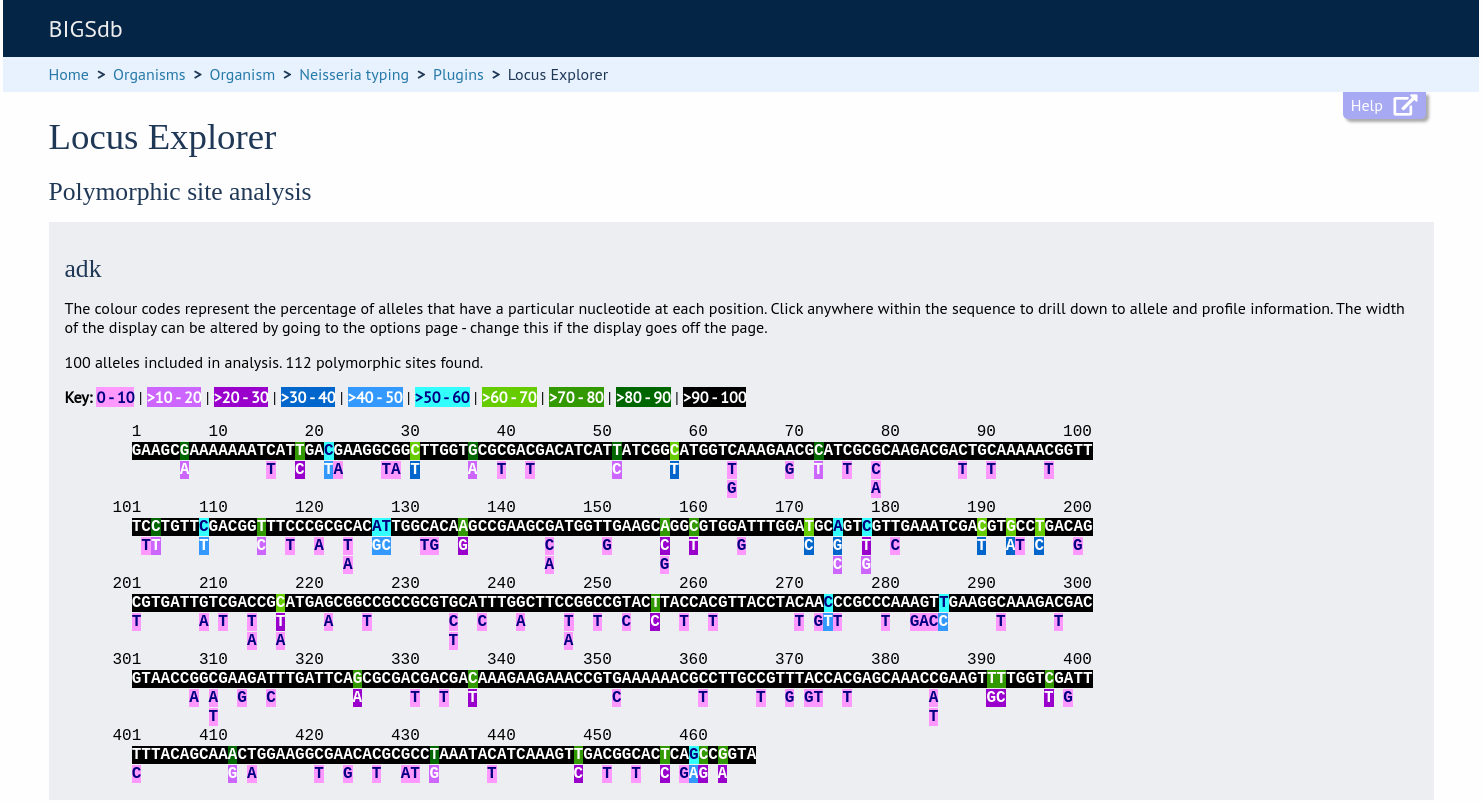 BIGSdb
Home > Organisms > Organism > Neisseria typing > Plugins > Locus Explorer
Help
Locus Explorer
Polymorphic site analysis
adk
The colour codes represent the percentage of alleles that have a particular nucleotide at each position. Click anywhere within the sequence to drill down to allele and profile information. The width
of the display can be altered by going to the options page - change this if the display goes off the page.
100 alleles included in analysis. 112 polymorphic sites found.
Key: 0 - 10 | >10 - 20 | >20 - 30 | >30 - 40 | >40 - 50 | >50 - 60 | >60 - 70 | >70 - 80 | >80 - 90 | >90 - 100
1 10 20 30 40 50 60 70 80 90 100
GAAGCGAAAAAAATCATTGACGAAGGCGGCTTGGTGCGCGACGACATCATTATCGGCATGGTCAAAGAACGCATCGCGCAAGACGACTGCAAAAACGGTT
A T C TA TA T A T T C T T G T T C T T T
G A
101 110 120 130 140 150 160 170 180 190 200
TCCTGTTCGACGGTTTCCCGCGCACATTGGCACAAGCCGAAGCGATGGTTGAAGCAGGCGTGGATTTGGATGCAGTCGTTGAAATCGACGTGCCTGACAG
TT T C T A T GC TG G C G C T G C G T C T AT C G
A A G C G
201 210 220 230 240 250 260 270 280 290 300
CGTGATTGTCGACCGCATGAGCGGCCGCCGCGTGCATTTGGCTTCCGGCCGTACTTACCACGTTACCTACAACCCGCCCAAAGTTGAAGGCAAAGACGAC
T A T T T A T C C A T T C C T T T GTT T GACC T T
A A T A
301 310 320 330 340 350 360 370 380 390 400
GTAACCGGCGAAGATTTGATTCAGCGCGACGACGACAAAGAAGAAACCGTGAAAAAACGCCTTGCCGTTTACCACGAGCAAACCGAAGTTTTGGTCGATT
A A G C A T T T C T T G GT T A GC T G
T T
401 410 420 430 440 450 460
TTTACAGCAAACTGGAAGGCGAACACGCGCCTAAATACATCAAAGTTGACGGCACTCAGCCGGTA
C G A T G T AT G T C T T C GAG A